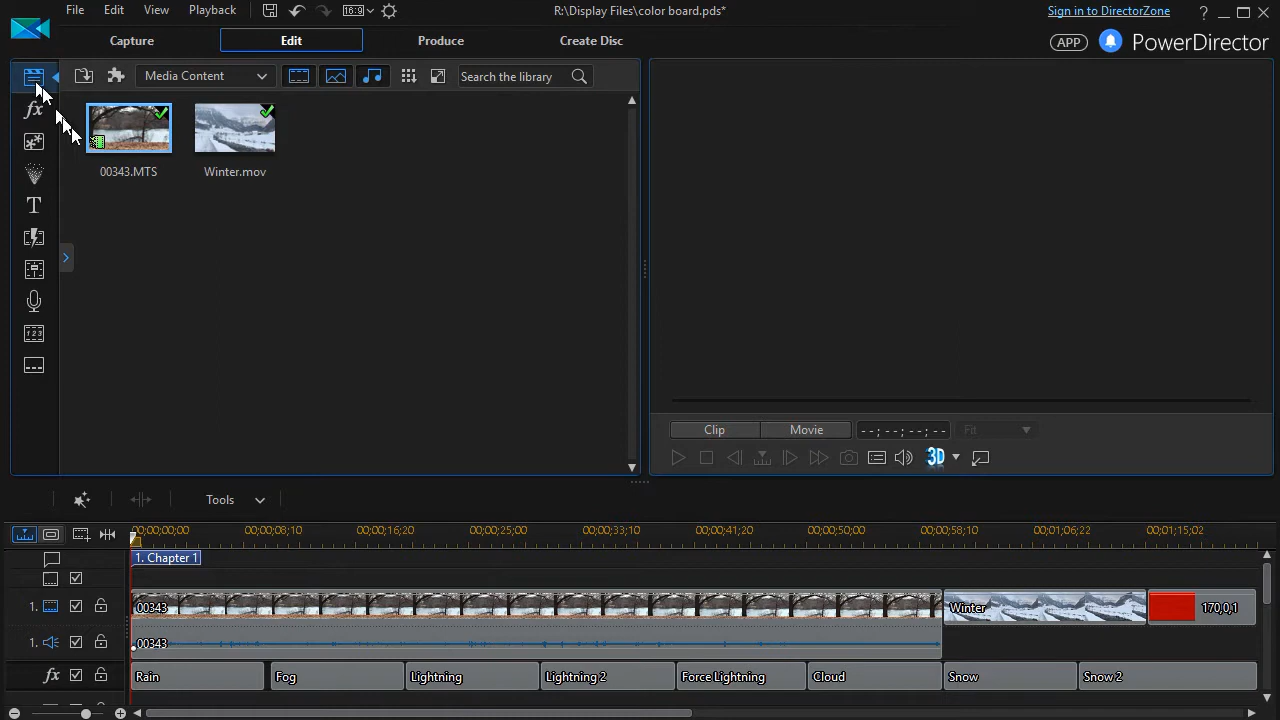 File Edit View Playback
R:\Display Files\color board.pds*
Sign in to DirectorZone
16:9
?
Capture Edit Produce Create Disc
APP PowerDirector
Media Content Search the library
fx
00343.MTS Winter.mov
T
123
Clip Movie --;--;--;-- Fit
3D
Tools
00;00;00;00 00;00;08;10 00;00;16;20 00;00;25;00 00;00;33;10 00;00;41;20 00;00;50;00 00;00;58;10 00;01;06;22 00;01;15;02
1. Chapter 1
1. 00343 Winter 170,0,1
1. 00343
fx Rain Fog Lightning Lightning 2 Force Lightning Cloud Snow Snow 2